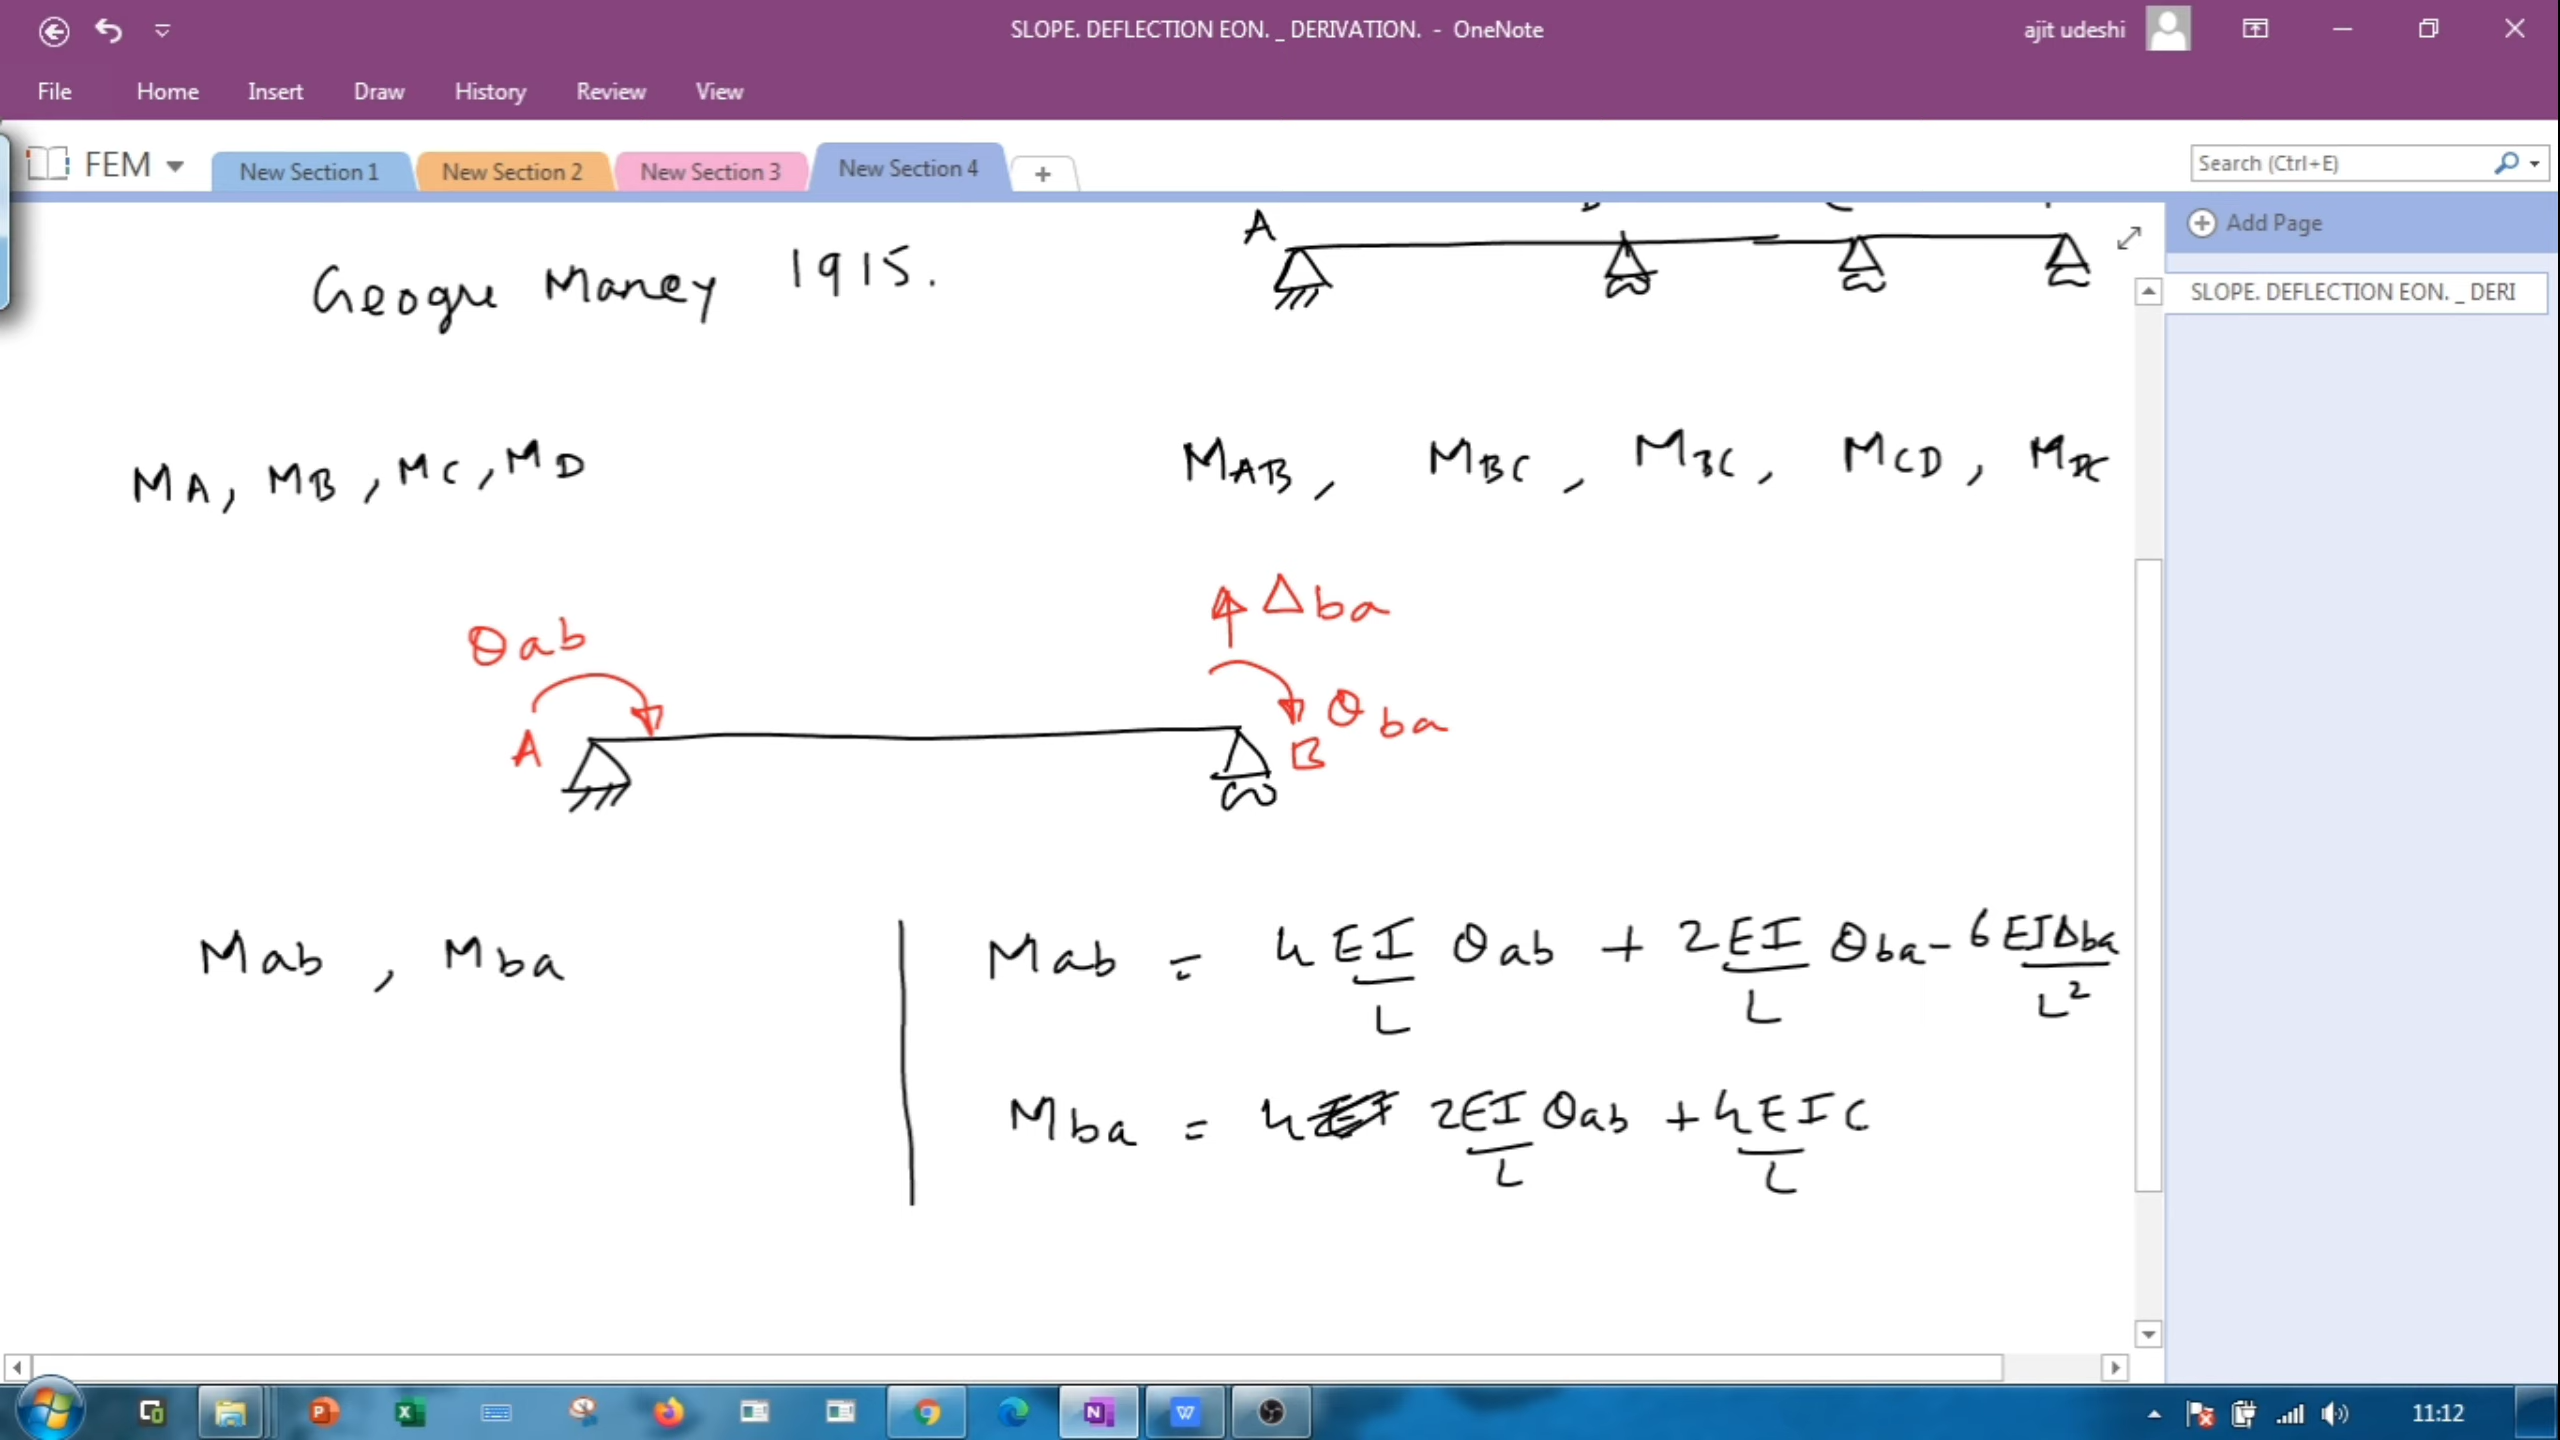 SLOPE. DEFLECTION EON. _ DERIVATION. - OneNote
ajit udeshi
File Home Insert Draw History Review View
FEM New Section 1 New Section 2 New Section 3 New Section 4 +
Search (Ctrl+E)
Add Page
SLOPE. DEFLECTION EON. _ DERI
A
Geogre Maney 1915.
MA, MB, MC, MD
MAB, MBC, MBC, MCD, MDC
Δba
θab
θba
A
B
Mab, Mba
Mab = 4EI/L θab + 2EI/L θba - 6EIΔba/L²
Mba = 4 2EI/L θab + 4EI/L C
11:12